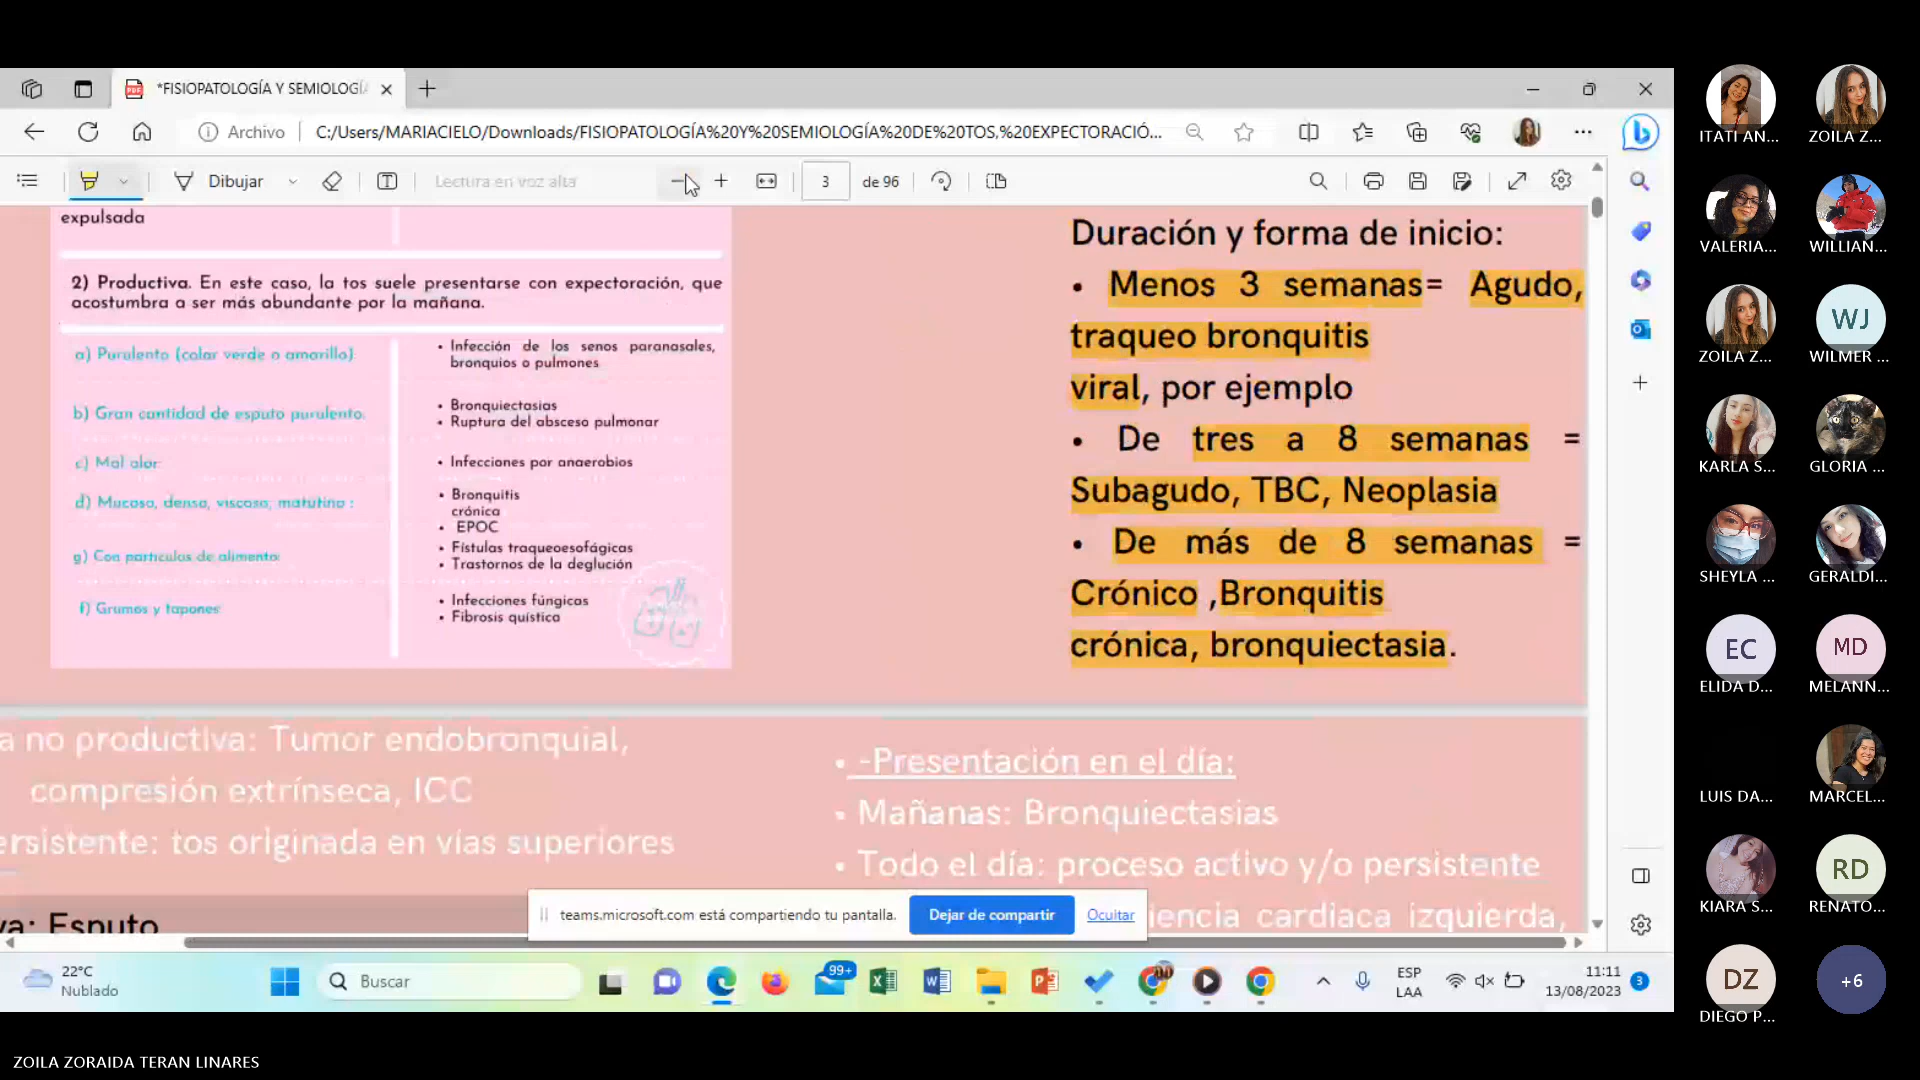 *FISIOPATOLOGÍA Y SEMIOLOGÍA
Archivo
C:/Users/MARIACIELO/Downloads/FISIOPATOLOGÍA%20Y%20SEMIOLOGÍA%20DE%20TOS,%20EXPECTORACIÓ...
Dibujar
Lectura en voz alta
3
de 96
expulsada
2) Productiva. En este caso, la tos suele presentarse con expectoración, que
acostumbra a ser más abundante por la mañana.
a) Purulento (color verde o amarillo)
• Infección de los senos paranasales,
bronquios o pulmones
b) Gran cantidad de esputo purulento:
• Bronquiectasias
• Ruptura del absceso pulmonar
c) Mal olor
• Infecciones por anaerobios
d) Mucoso, denso, viscoso, matutino :
• Bronquitis
crónica
• EPOC
g) Con partículas de alimento
• Fístulas traqueoesofágicas
• Trastornos de la deglución
f) Grumos y tapones
• Infecciones fúngicas
• Fibrosis quística
Duración y forma de inicio:
• Menos 3 semanas= Agudo,
traqueo bronquitis
viral, por ejemplo
• De tres a 8 semanas =
Subagudo, TBC, Neoplasia
• De más de 8 semanas =
Crónico ,Bronquitis
crónica, bronquiectasia.
a no productiva: Tumor endobronquial,
compresión extrínseca, ICC
ersistente: tos originada en vías superiores
va: Esputo
• -Presentación en el día:
• Mañanas: Bronquiectasias
• Todo el día: proceso activo y/o persistente
iencia cardiaca izquierda,
teams.microsoft.com está compartiendo tu pantalla.
Dejar de compartir
Ocultar
22°C
Nublado
Buscar
99+
ESP
LAA
11:11
13/08/2023
3
ITATI AN...
ZOILA Z...
VALERIA...
WILLIAN...
ZOILA Z...
WJ
WILMER ...
KARLA S...
GLORIA ...
SHEYLA ...
GERALDI...
EC
ELIDA D...
MD
MELANN...
LUIS DA...
MARCEL...
KIARA S...
RD
RENATO...
DZ
DIEGO P...
+6
ZOILA ZORAIDA TERAN LINARES